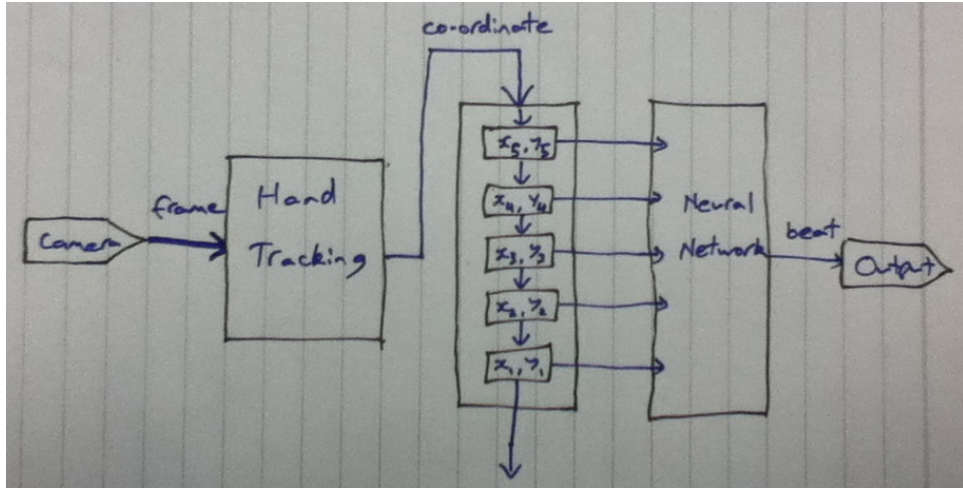 co-ordinate
Camera
frame
Hand
Tracking
x₅, y₅
x₄, y₄
x₃, y₃
x₂, y₂
x₁, y₁
Neural
Network
beat
Output